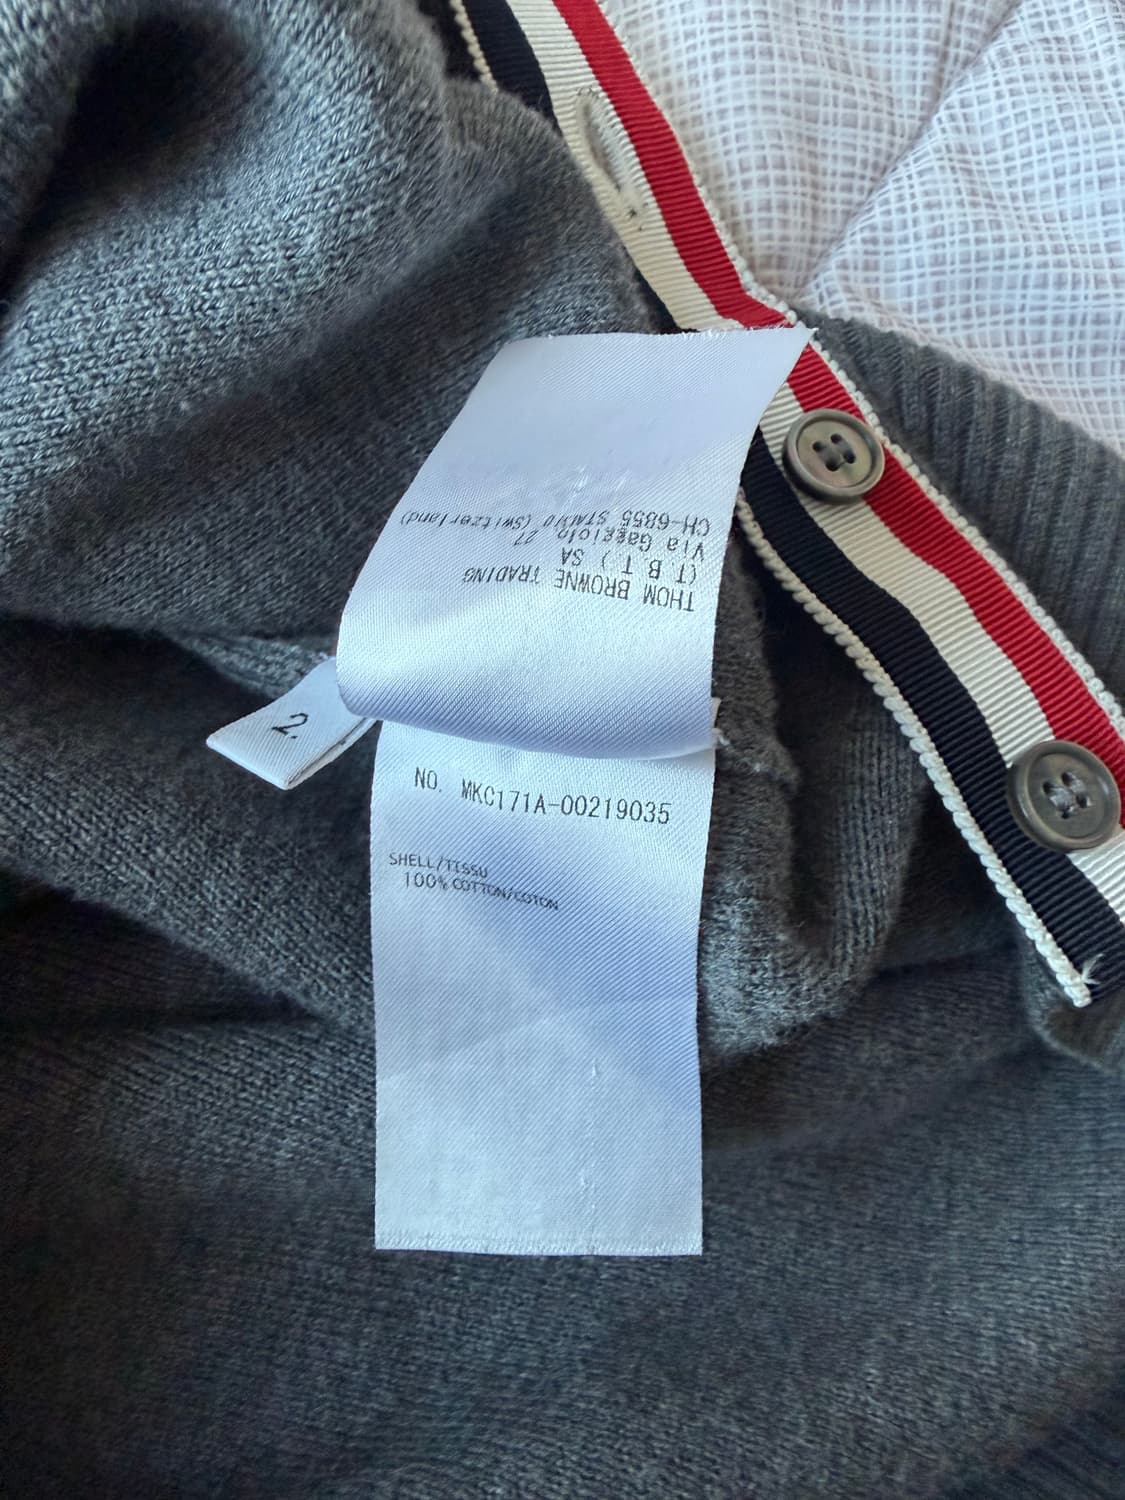 THOM BROWNE TRADING
(T B T ) SA
Via Gaggiolo, 27
CH-6855 STABIO (Switzerland)
2.
NO. MKC171A-00219035
SHELL/TISSU
100% COTTON/COTON